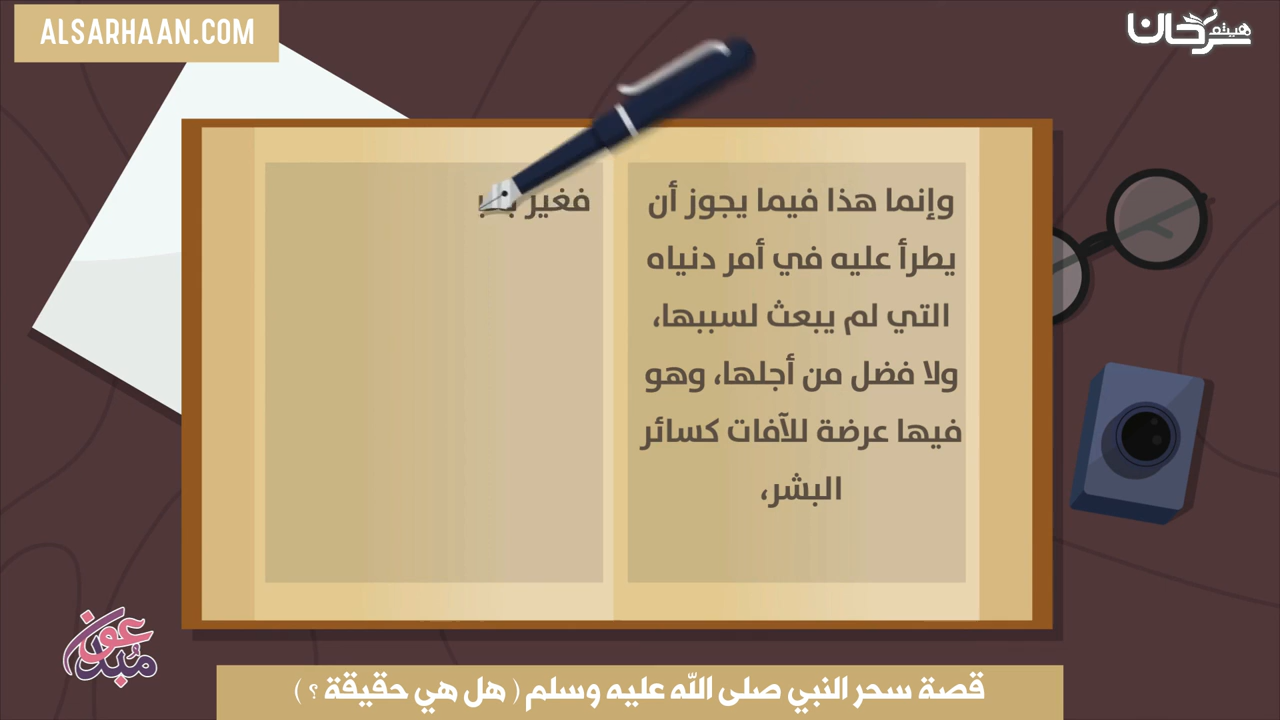 ALSARHAAN.COM
هيثم سرحان
وإنما هذا فيما يجوز أن
يطرأ عليه في أمر دنياه
التي لم يبعث لسببها،
ولا فضل من أجلها، وهو
فيها عرضة للآفات كسائر
البشر،
فغير
مبدعون
قصة سحر النبي صلى الله عليه وسلم ( هل هي حقيقة ؟ )